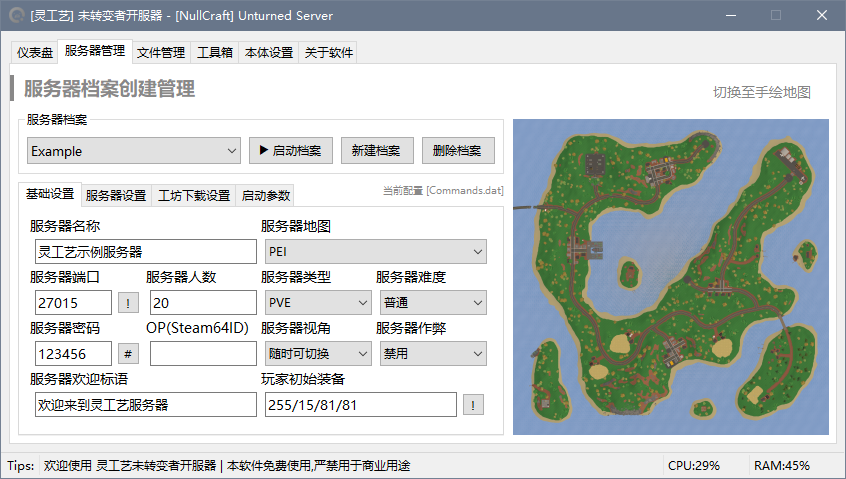 [灵工艺] 未转变者开服器 - [NullCraft] Unturned Server
仪表盘 服务器管理 文件管理 工具箱 本体设置 关于软件
服务器档案创建管理
切换至手绘地图
服务器档案
Example ▶ 启动档案 新建档案 删除档案
基础设置 服务器设置 工坊下载设置 启动参数 当前配置 [Commands.dat]
服务器名称 服务器地图
灵工艺示例服务器 PEI
服务器端口 服务器人数 服务器类型 服务器难度
27015 ! 20 PVE 普通
服务器密码 OP(Steam64ID) 服务器视角 服务器作弊
123456 # 随时可切换 禁用
服务器欢迎标语 玩家初始装备
欢迎来到灵工艺服务器 255/15/81/81 !
Tips: 欢迎使用 灵工艺未转变者开服器 | 本软件免费使用,严禁用于商业用途 CPU:29% RAM:45%